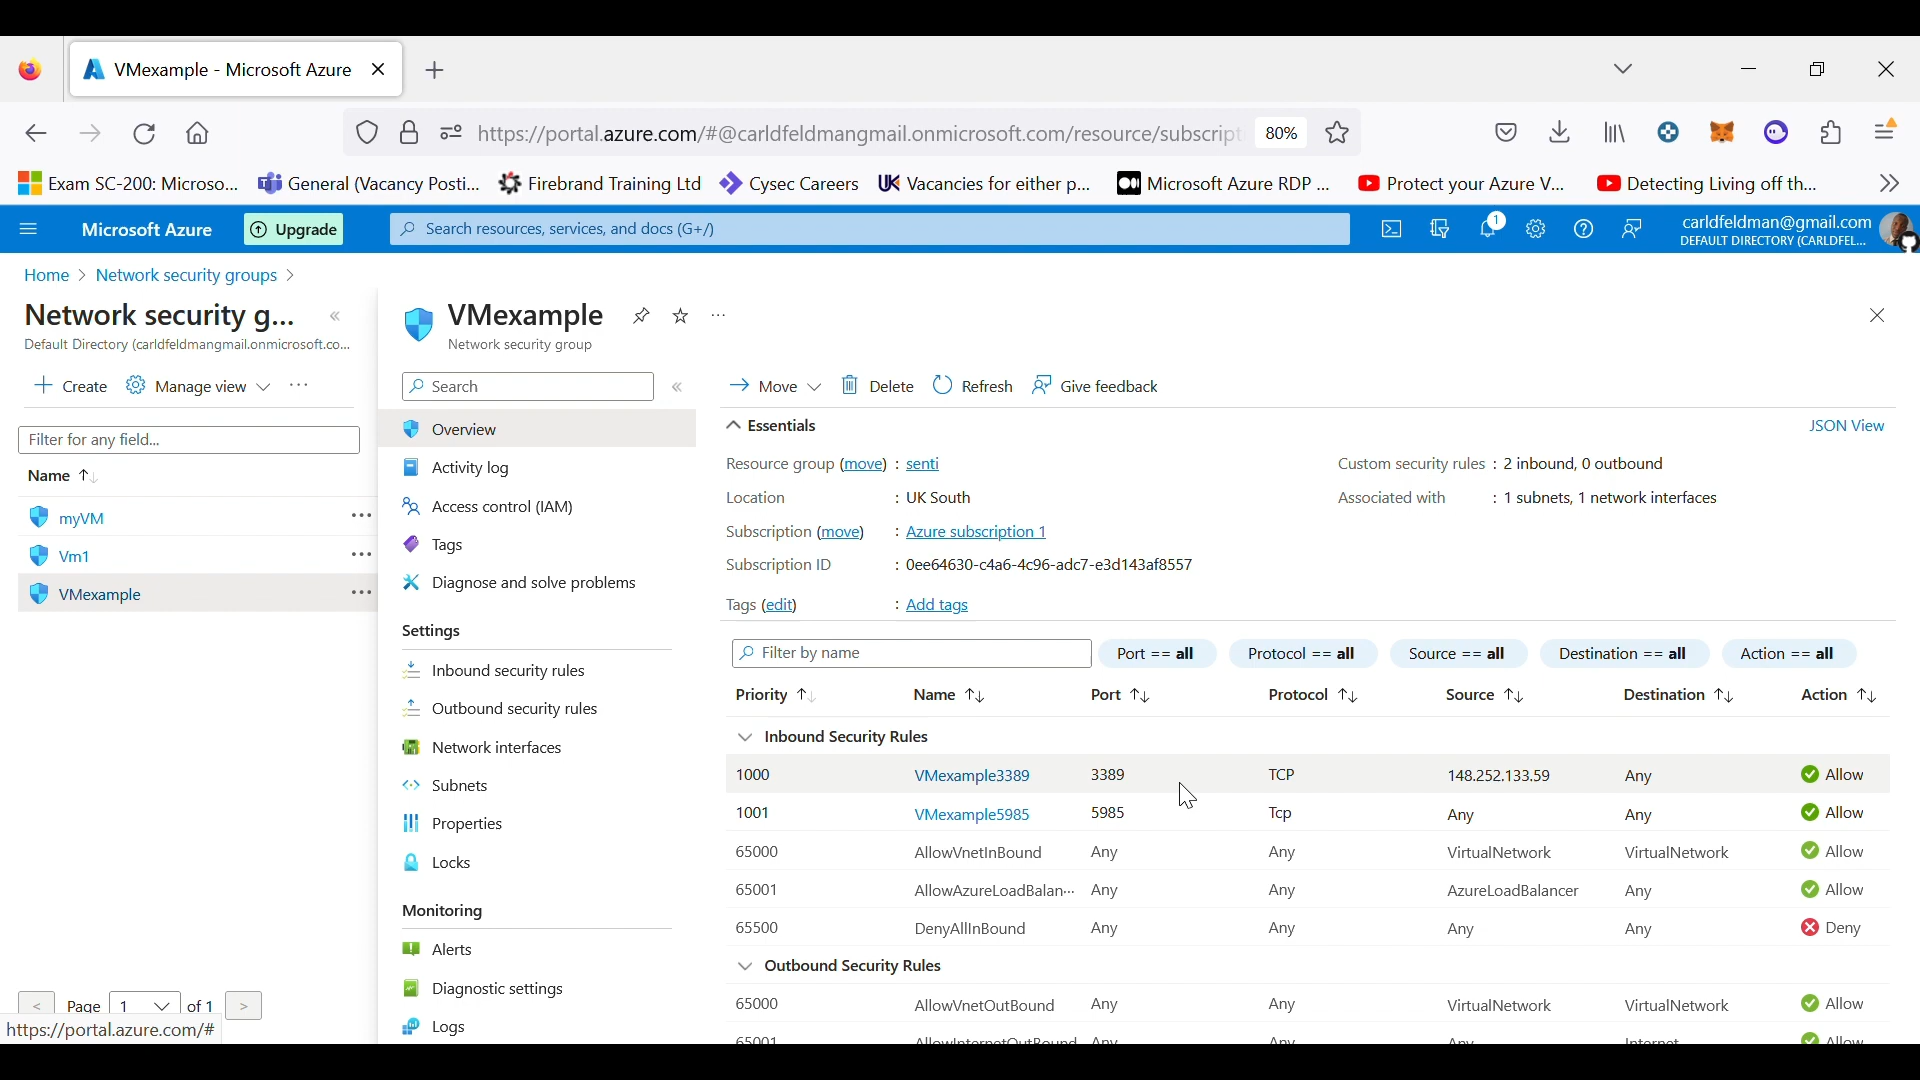 VMexample - Microsoft Azure
https://portal.azure.com/#@carldfeldmangmail.onmicrosoft.com/resource/subscript
80%
Exam SC-200: Microso...
General (Vacancy Posti...
Firebrand Training Ltd
Cysec Careers
UK Vacancies for either p...
Microsoft Azure RDP ...
Protect your Azure V...
Detecting Living off th...
Microsoft Azure
Upgrade
Search resources, services, and docs (G+/)
1
carldfeldman@gmail.com
DEFAULT DIRECTORY (CARLDFEL...
Home > Network security groups >
Network security g...
Default Directory (carldfeldmangmail.onmicrosoft.co...
Create
Manage view
...
Filter for any field...
Name
myVM
Vm1
VMexample
< Page 1 of 1 >
https://portal.azure.com/#
VMexample
Network security group
Search
Overview
Activity log
Access control (IAM)
Tags
Diagnose and solve problems
Settings
Inbound security rules
Outbound security rules
Network interfaces
Subnets
Properties
Locks
Monitoring
Alerts
Diagnostic settings
Logs
Move
Delete
Refresh
Give feedback
Essentials
JSON View
Resource group (move) : senti
Location : UK South
Subscription (move) : Azure subscription 1
Subscription ID : 0ee64630-c4a6-4c96-adc7-e3d143af8557
Tags (edit) : Add tags
Custom security rules : 2 inbound, 0 outbound
Associated with : 1 subnets, 1 network interfaces
Filter by name
Port == all
Protocol == all
Source == all
Destination == all
Action == all
Priority Name Port Protocol Source Destination Action
Inbound Security Rules
1000 VMexample3389 3389 TCP 148.252.133.59 Any Allow
1001 VMexample5985 5985 Tcp Any Any Allow
65000 AllowVnetInBound Any Any VirtualNetwork VirtualNetwork Allow
65001 AllowAzureLoadBalan... Any Any AzureLoadBalancer Any Allow
65500 DenyAllInBound Any Any Any Any Deny
Outbound Security Rules
65000 AllowVnetOutBound Any Any VirtualNetwork VirtualNetwork Allow
65001 AllowInternetOutBound Any Any Any Internet Allow